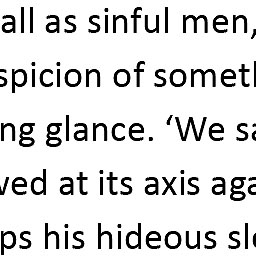 all as sinful men,
spicion of someth
ng glance. ‘We sa
ved at its axis aga
ps his hideous sle